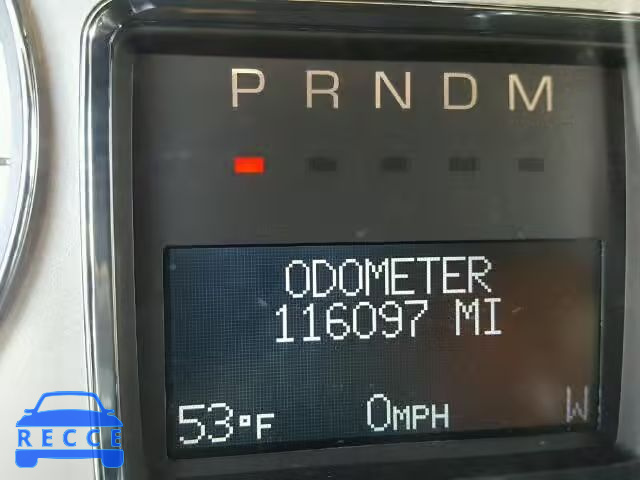 P R N D M
ODOMETER
116097 MI
53°F 0MPH W
RECCE